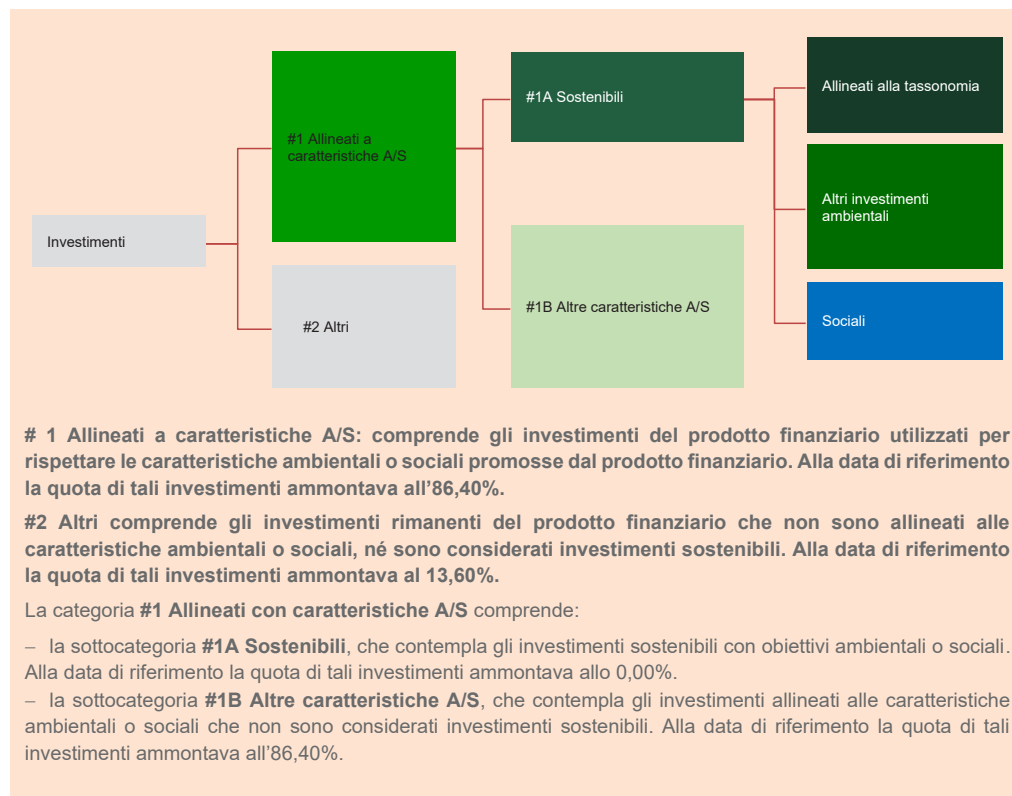 Investimenti
#1 Allineati a
caratteristiche A/S
#2 Altri
#1A Sostenibili
#1B Altre caratteristiche A/S
Allineati alla tassonomia
Altri investimenti
ambientali
Sociali
# 1 Allineati a caratteristiche A/S: comprende gli investimenti del prodotto finanziario utilizzati per
rispettare le caratteristiche ambientali o sociali promosse dal prodotto finanziario. Alla data di riferimento
la quota di tali investimenti ammontava all’86,40%.
#2 Altri comprende gli investimenti rimanenti del prodotto finanziario che non sono allineati alle
caratteristiche ambientali o sociali, né sono considerati investimenti sostenibili. Alla data di riferimento
la quota di tali investimenti ammontava al 13,60%.
La categoria #1 Allineati con caratteristiche A/S comprende:
– la sottocategoria #1A Sostenibili, che contempla gli investimenti sostenibili con obiettivi ambientali o sociali.
Alla data di riferimento la quota di tali investimenti ammontava allo 0,00%.
– la sottocategoria #1B Altre caratteristiche A/S, che contempla gli investimenti allineati alle caratteristiche
ambientali o sociali che non sono considerati investimenti sostenibili. Alla data di riferimento la quota di tali
investimenti ammontava all’86,40%.